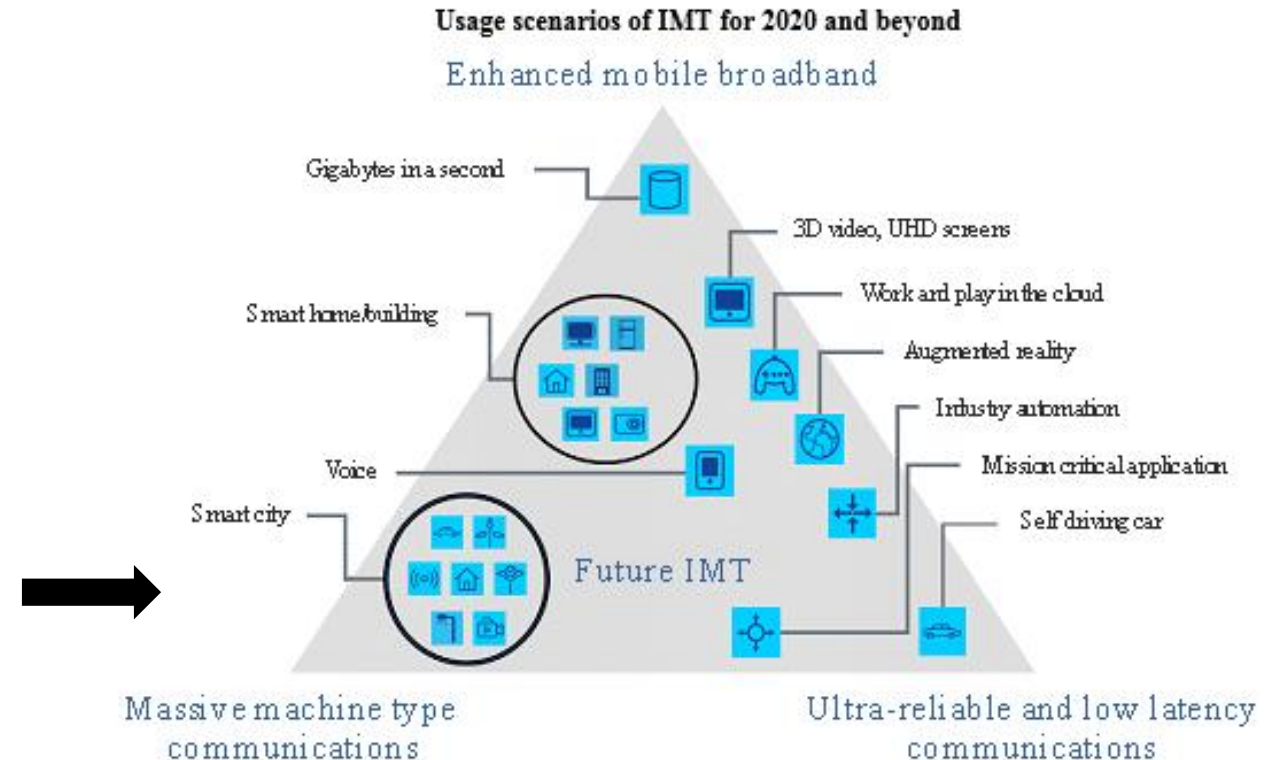 Usage scenarios of IMT for 2020 and beyond
Enhanced mobile broadband
Gigabytes in a second
3D video, UHD screens
Work and play in the cloud
Smart home/building
Augmented reality
Industry automation
Voice
Mission critical application
Smart city
Self driving car
Future IMT
Massive machine type
communications
Ultra-reliable and low latency
communications